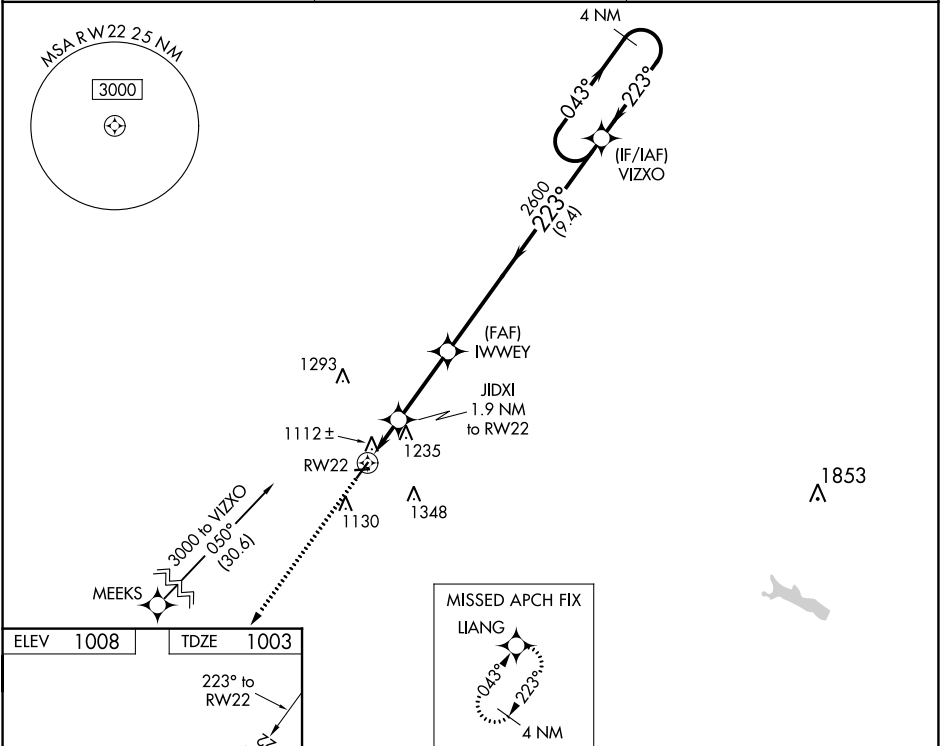 MSA RW22 25 NM
3000
4 NM
043°
223°
(IF/IAF)
VIZXO
2600
223°
(9.4)
(FAF)
IWWEY
1293
JIDXI
1.9 NM
to RW22
1112 ±
1235
RW22
1853
1130
1348
3000 to VIZXO
050°
(30.6)
MEEKS
MISSED APCH FIX
LIANG
043°
223°
4 NM
ELEV 1008
TDZE 1003
223° to
RW22
22